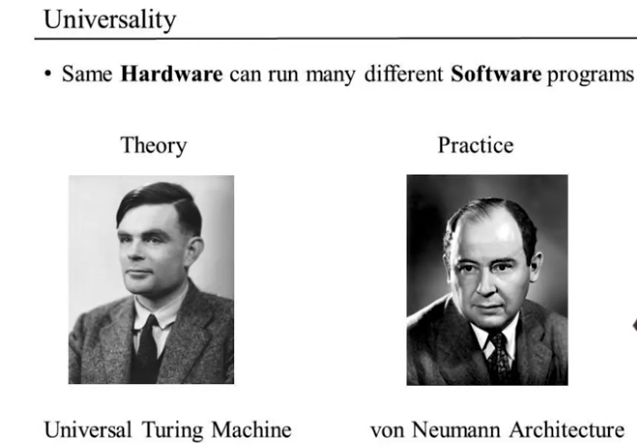 Universality
• Same Hardware can run many different Software programs
Theory
Practice
Universal Turing Machine
von Neumann Architecture